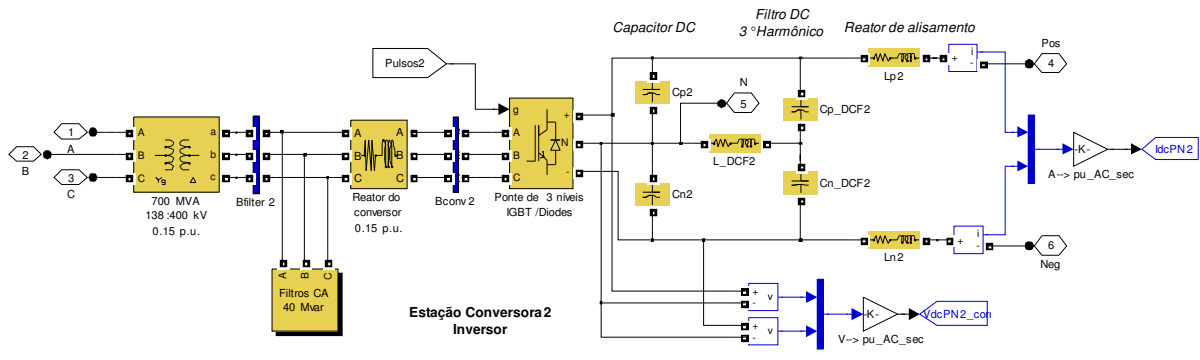 Capacitor DC
Filtro DC
3 °Harmônico
Reator de alisamento
Pulsos2
Cp2
N
5
Cp_DCF2
Lp2
+
i
-
Pos
4
1
2
3
A
B
C
A
B
C
Yg
Δ
a
b
c
700 MVA
138 :400 kV
0.15 p.u.
Bfilter 2
A
B
C
A
B
C
Reator do
conversor
0.15 p.u.
Bconv 2
g
A
B
C
+
N
-
Ponte de 3 níveis
IGBT /Diodes
L_DCF2
Cn2
Cn_DCF2
Ln2
+
i
-
6
Neg
-K-
A--> pu_AC_sec
IdcPN2
A
B
C
Filtros CA
40 Mvar
Estação Conversora 2
Inversor
+
-
v
+
-
v
-K-
V--> pu_AC_sec